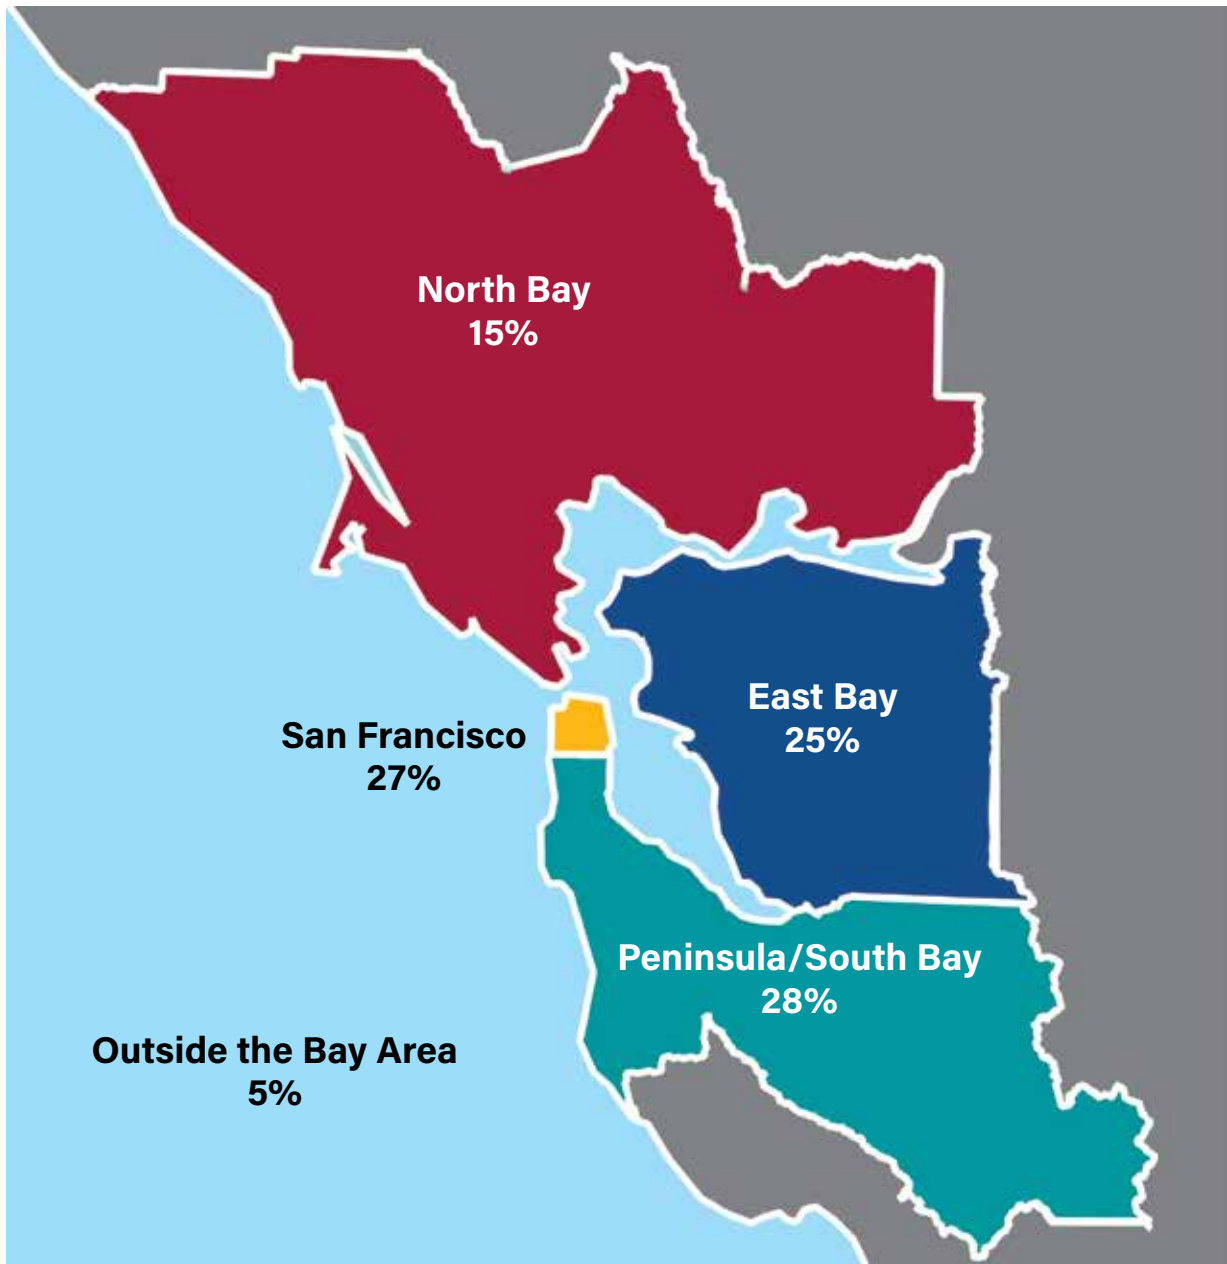 North Bay
15%
East Bay
25%
San Francisco
27%
Peninsula/South Bay
28%
Outside the Bay Area
5%